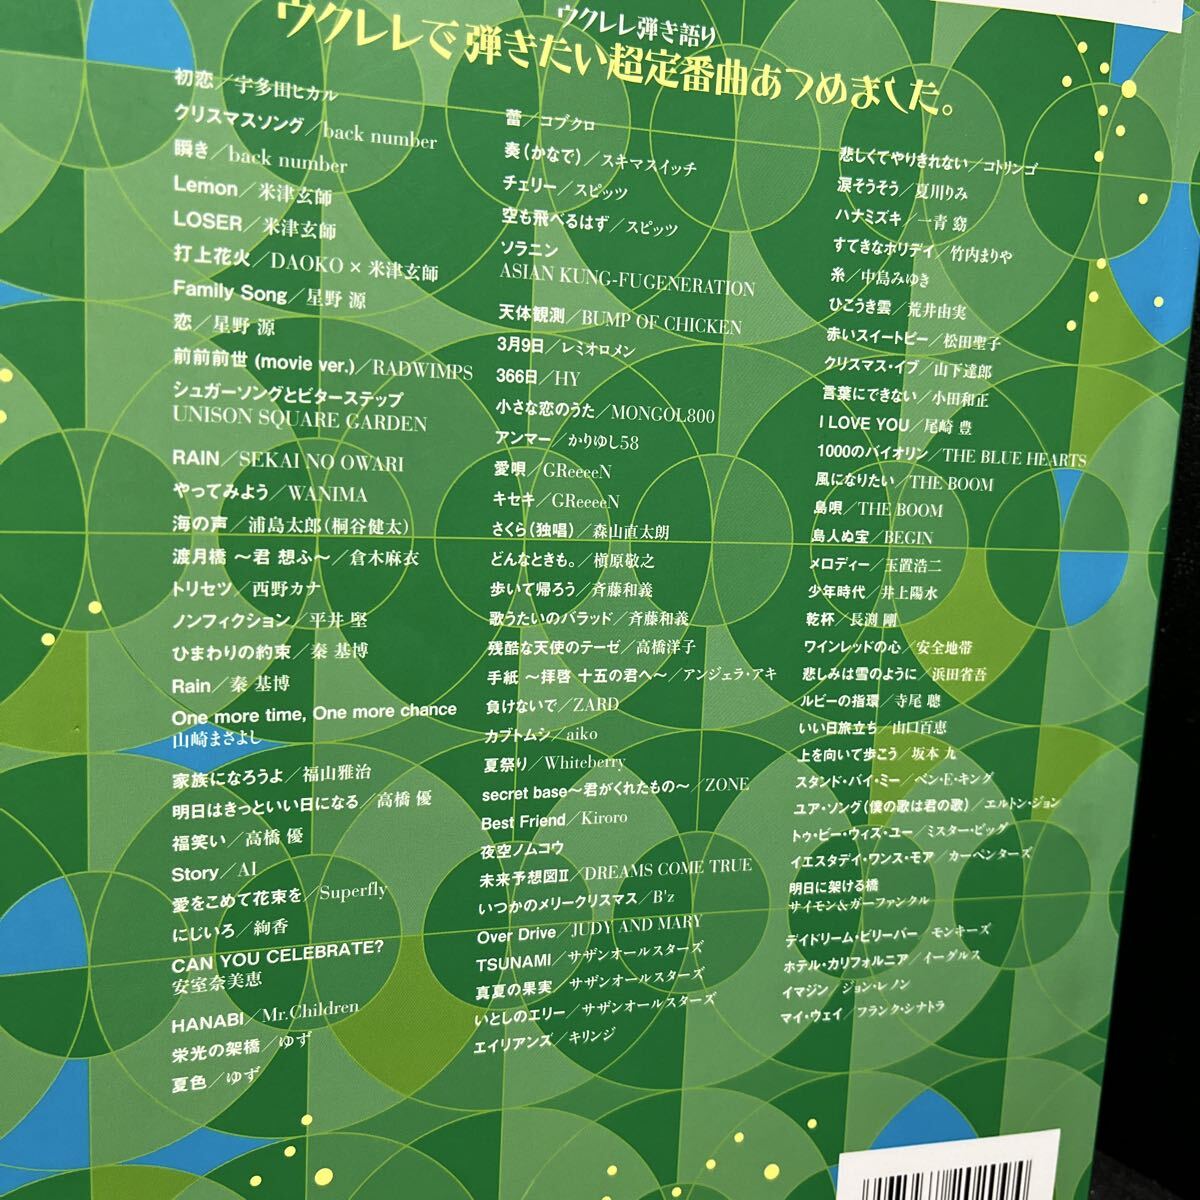 ウクレレ弾き語り
ウクレレで弾きたい超定番曲あつめました。
初恋/宇多田ヒカル
クリスマスソング/back number
瞬き/back number
Lemon/米津玄師
LOSER/米津玄師
打上花火/DAOKO × 米津玄師
Family Song/星野 源
恋/星野 源
前前前世 (movie ver.)/RADWIMPS
シュガーソングとビターステップ
UNISON SQUARE GARDEN
RAIN/SEKAI NO OWARI
やってみよう/WANIMA
海の声/浦島太郎(桐谷健太)
渡月橋 〜君 想ふ〜/倉木麻衣
トリセツ/西野カナ
ノンフィクション/平井 堅
ひまわりの約束/秦 基博
Rain/秦 基博
One more time, One more chance
山崎まさよし
家族になろうよ/福山雅治
明日はきっといい日になる/高橋 優
福笑い/高橋 優
Story/AI
愛をこめて花束を/Superfly
にじいろ/絢香
CAN YOU CELEBRATE?
安室奈美恵
HANABI/Mr.Children
栄光の架橋/ゆず
夏色/ゆず
蕾/コブクロ
奏(かなで)/スキマスイッチ
チェリー/スピッツ
空も飛べるはず/スピッツ
ソラニン
ASIAN KUNG-FUGENERATION
天体観測/BUMP OF CHICKEN
3月9日/レミオロメン
366日/HY
小さな恋のうた/MONGOL800
アンマー/かりゆし58
愛唄/GReeeeN
キセキ/GReeeeN
さくら(独唱)/森山直太朗
どんなときも。/槇原敬之
歩いて帰ろう/斉藤和義
歌うたいのバラッド/斉藤和義
残酷な天使のテーゼ/高橋洋子
手紙 〜拝啓 十五の君へ〜/アンジェラ・アキ
負けないで/ZARD
カブトムシ/aiko
夏祭り/Whiteberry
secret base〜君がくれたもの〜/ZONE
Best Friend/Kiroro
夜空ノムコウ
未来予想図II/DREAMS COME TRUE
いつかのメリークリスマス/B'z
Over Drive/JUDY AND MARY
TSUNAMI/サザンオールスターズ
真夏の果実/サザンオールスターズ
いとしのエリー/サザンオールスターズ
エイリアンズ/キリンジ
悲しくてやりきれない/コトリンゴ
涙そうそう/夏川りみ
ハナミズキ/一青 窈
すてきなホリデイ/竹内まりや
糸/中島みゆき
ひこうき雲/荒井由実
赤いスイートピー/松田聖子
クリスマス・イブ/山下達郎
言葉にできない/小田和正
I LOVE YOU/尾崎 豊
1000のバイオリン/THE BLUE HEARTS
風になりたい/THE BOOM
島唄/THE BOOM
島人ぬ宝/BEGIN
メロディー/玉置浩二
少年時代/井上陽水
乾杯/長渕 剛
ワインレッドの心/安全地帯
悲しみは雪のように/浜田省吾
ルビーの指環/寺尾 聰
いい日旅立ち/山口百恵
上を向いて歩こう/坂本 九
スタンド・バイ・ミー/ベン・E・キング
ユア・ソング(僕の歌は君の歌)/エルトン・ジョン
トゥ・ビー・ウィズ・ユー/ミスター・ビッグ
イエスタデイ・ワンス・モア/カーペンターズ
明日に架ける橋
サイモン&ガーファンクル
デイドリーム・ビリーバー モンキーズ
ホテル・カリフォルニア/イーグルス
イマジン/ジョン・レノン
マイ・ウェイ/フランク・シナトラ